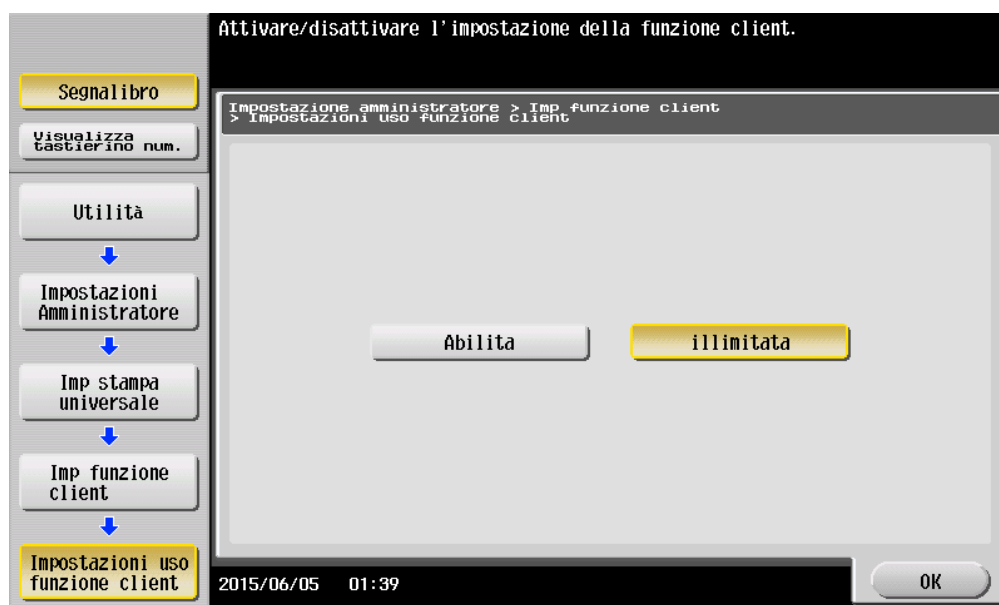 Attivare/disattivare l'impostazione della funzione client.
Segnalibro
Visualizza
tastierino num.
Impostazione amministratore > Imp funzione client
> Impostazioni uso funzione client
Utilità
Impostazioni
Amministratore
Imp stampa
universale
Imp funzione
client
Impostazioni uso
funzione client
Abilita
illimitata
2015/06/05 01:39
OK